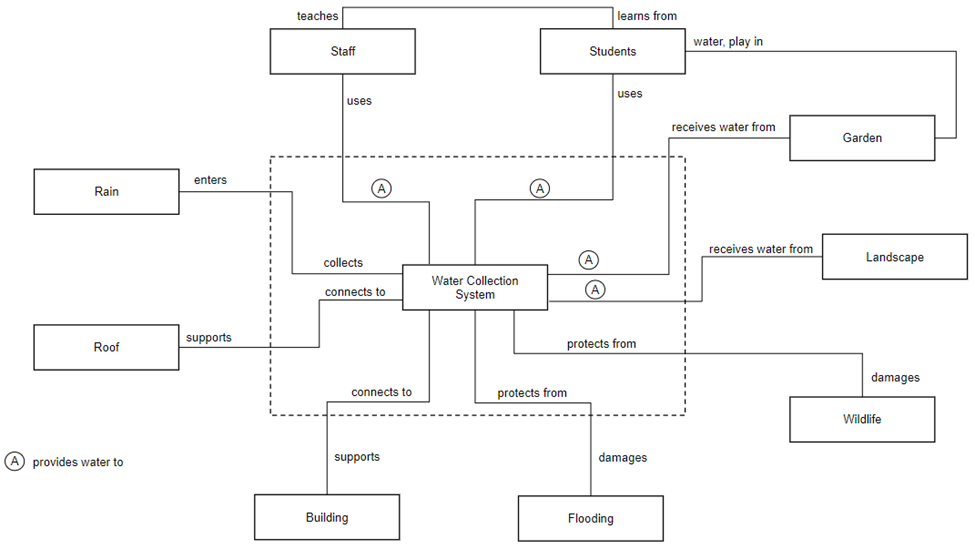 teaches
learns from
Staff
Students
water, play in
uses
uses
receives water from
Garden
Rain
enters
A
A
receives water from
Landscape
collects
A
Water Collection
System
connects to
A
Roof
supports
protects from
damages
connects to
protects from
Wildlife
A provides water to
supports
damages
Building
Flooding